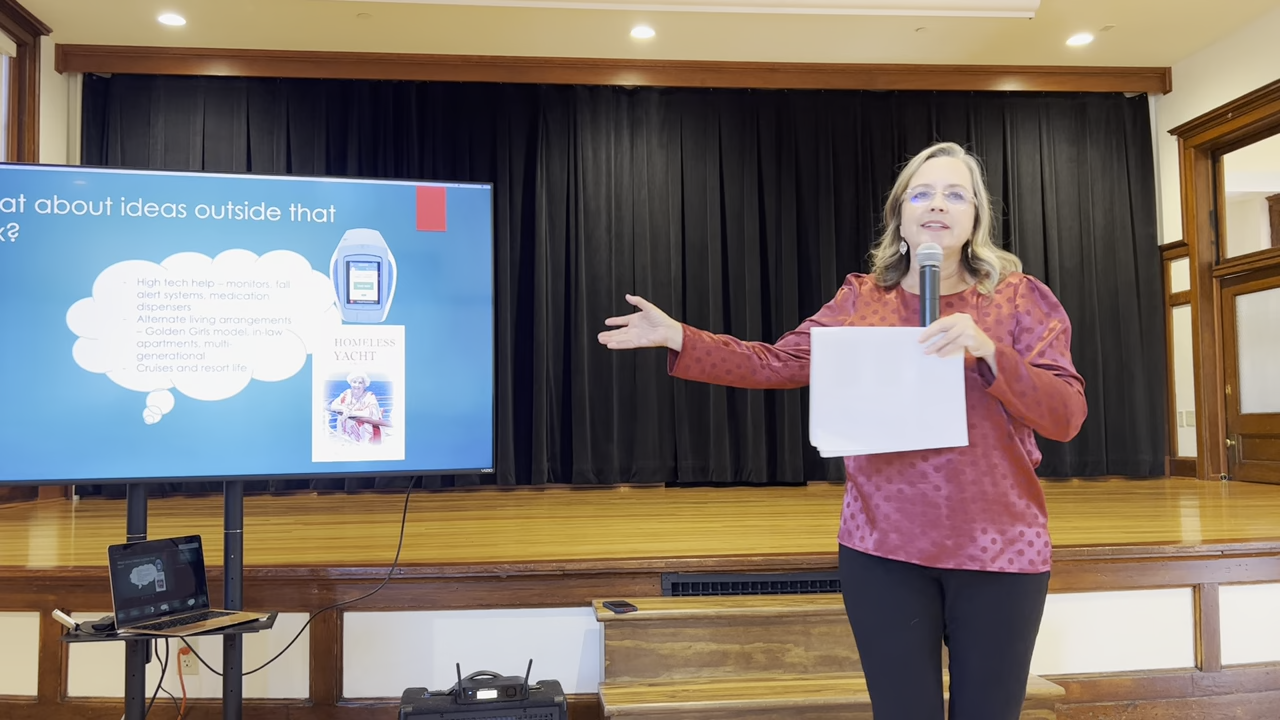 at about ideas outside that
x?
High tech help – monitors, fall
alert systems, medication
dispensers
Alternate living arrangements
– Golden Girls model, in-law
apartments, multi-
generational
Cruises and resort life
HOMELESS
YACHT
VIZIO